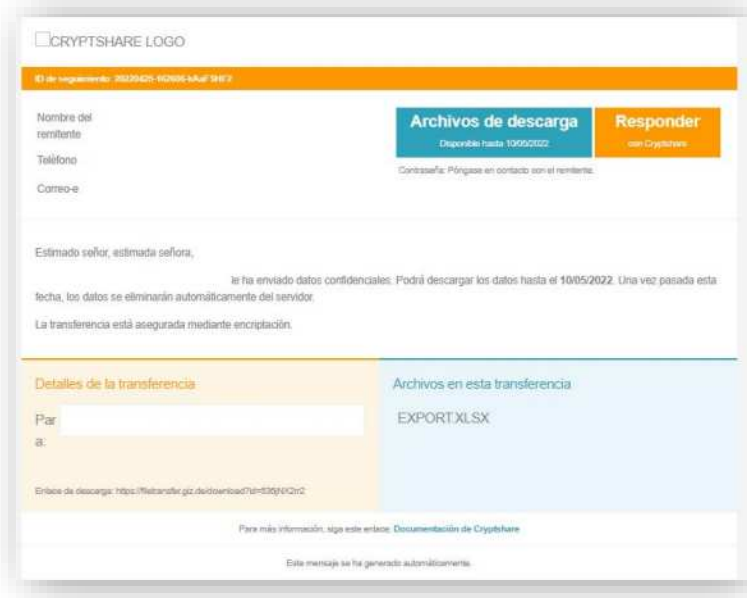 CRYPTSHARE LOGO
ID de seguimiento:
Nombre del
remitente
Teléfono
Correo-e
Archivos de descarga
Disponible hasta 10/05/2022
Responder
con Cryptshare
Contraseña: Póngase en contacto con el remitente.
Estimado señor, estimada señora,
le ha enviado datos confidenciales. Podrá descargar los datos hasta el 10/05/2022. Una vez pasada esta
fecha, los datos se eliminarán automáticamente del servidor.
La transferencia está asegurada mediante encriptación.
Detalles de la transferencia
Par
a:
Enlace de descarga:
Archivos en esta transferencia
EXPORT.XLSX
Para más información, siga este enlace: Documentación de Cryptshare
Este mensaje se ha generado automáticamente.